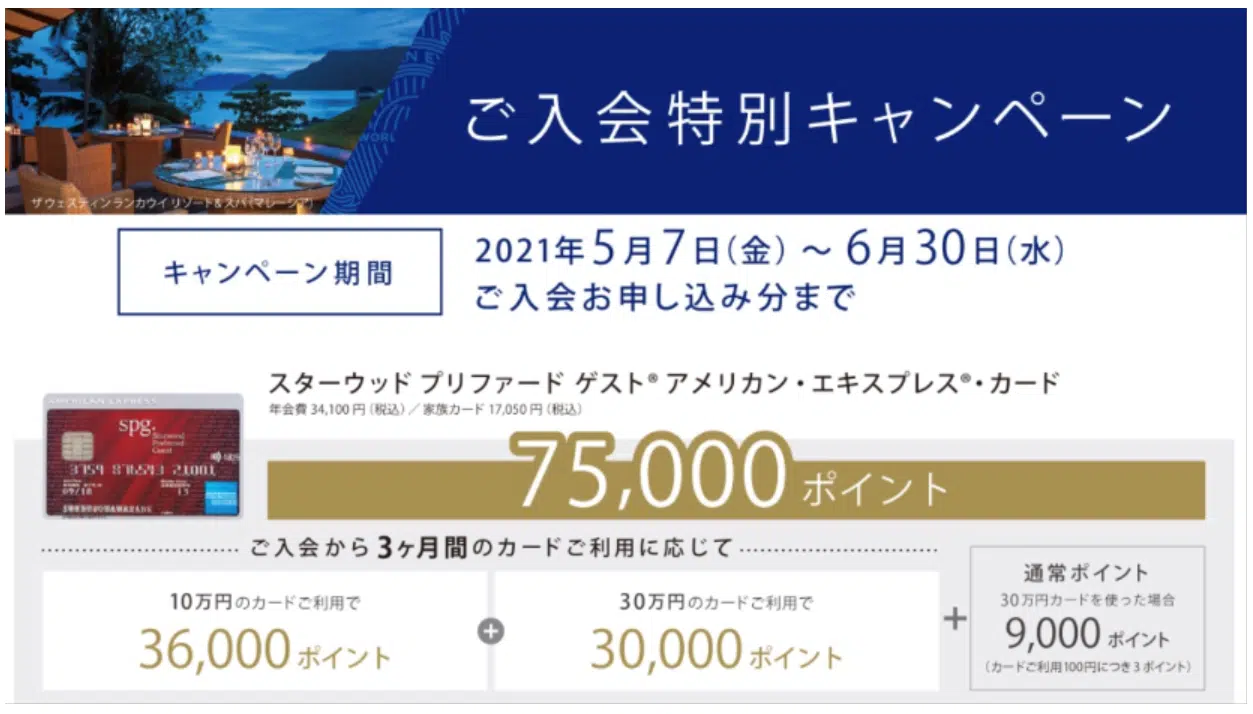 ご入会特別キャンペーン
ザ ウェスティン ランカウイ リゾート&スパ(マレーシア)
キャンペーン期間
2021年5月7日(金)~6月30日(水)
ご入会お申し込み分まで
スターウッド プリファード ゲスト®アメリカン・エキスプレス®・カード
年会費 34,100円(税込)/家族カード 17,050円(税込)
AMERICAN EXPRESS
spg.
Starwood
Preferred
Guest
75,000ポイント
ご入会から3ヶ月間のカードご利用に応じて
10万円のカードご利用で
36,000ポイント
+
30万円のカードご利用で
30,000ポイント
+
通常ポイント
30万円カードを使った場合
9,000ポイント
(カードご利用100円につき3ポイント)